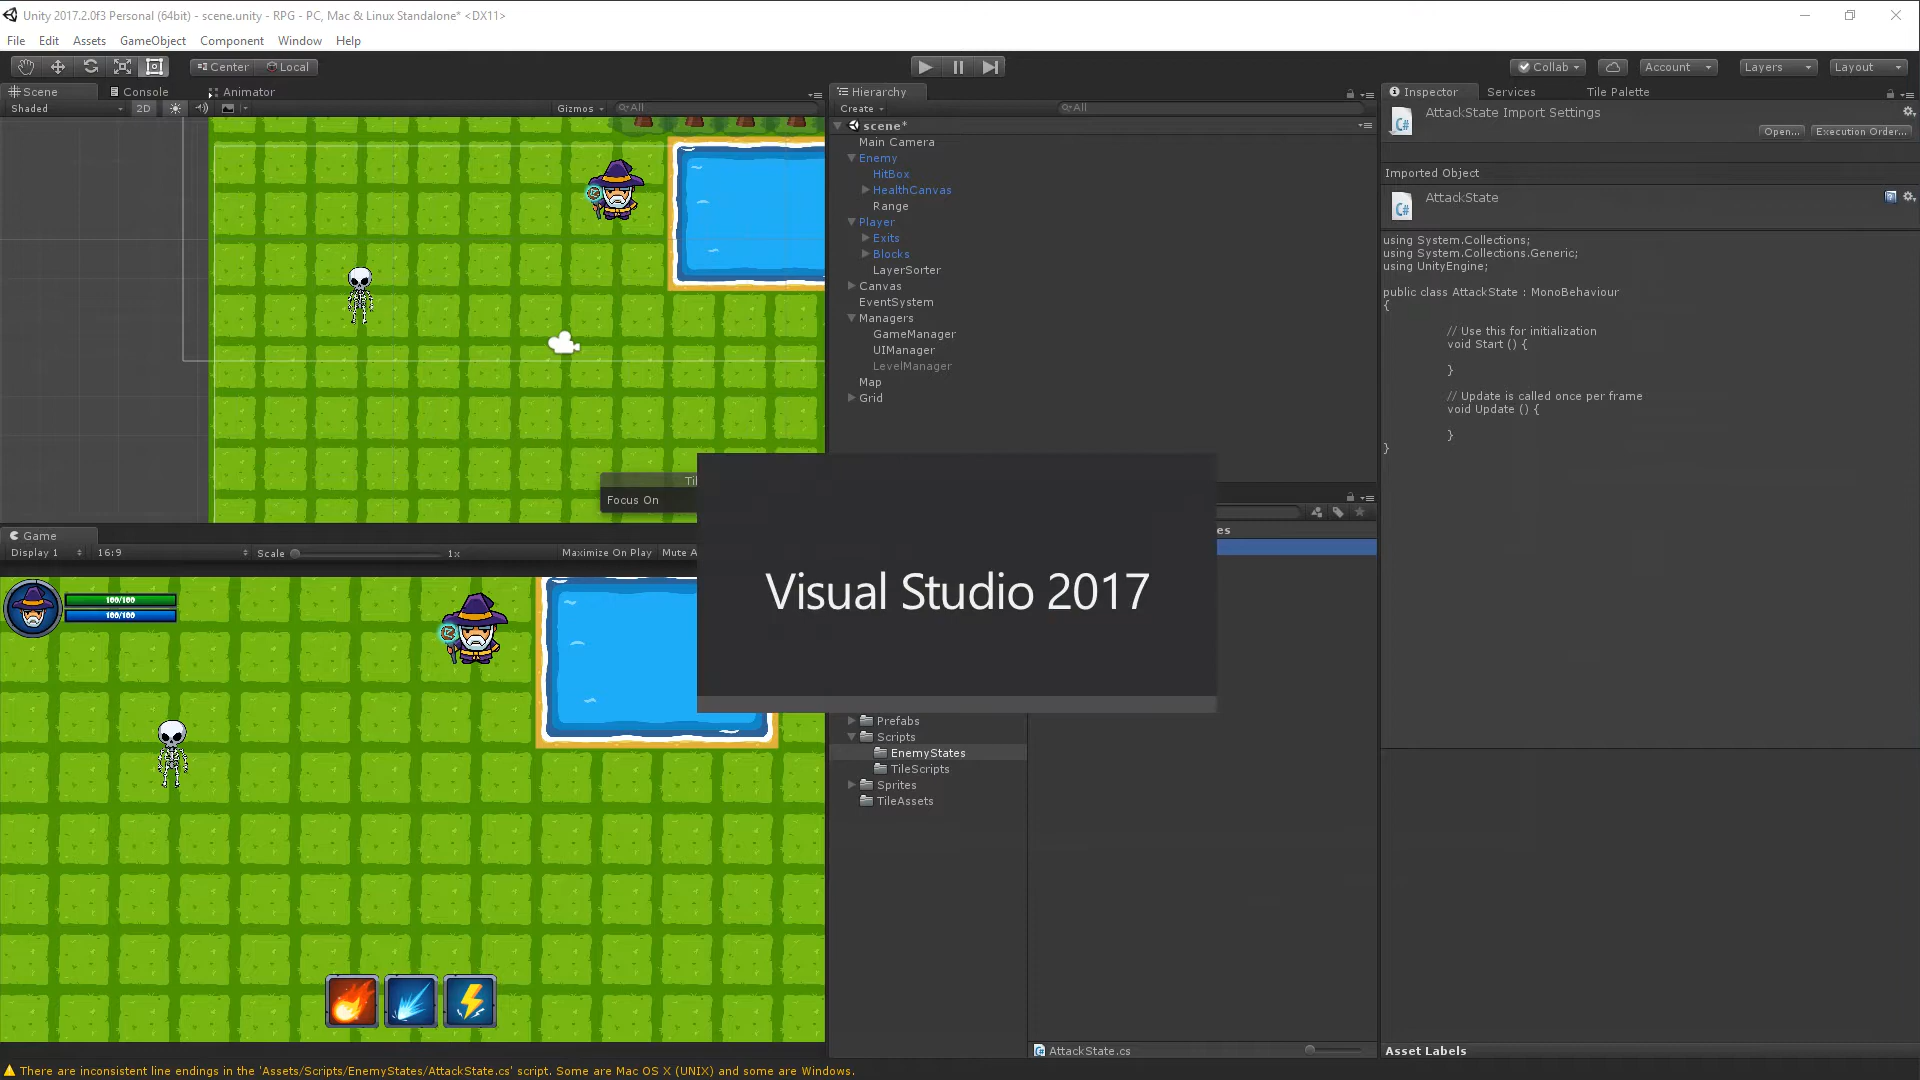 Unity 2017.2.0f3 Personal (64bit) - scene.unity - RPG - PC, Mac & Linux Standalone* <DX11>
File Edit Assets GameObject Component Window Help
Center Local
Collab Account Layers Layout
Scene Console Animator
Shaded 2D Gizmos All
Hierarchy
Create All
scene*
Main Camera
Enemy
HitBox
HealthCanvas
Range
Player
Exits
Blocks
LayerSorter
Canvas
EventSystem
Managers
GameManager
UIManager
LevelManager
Map
Grid
Inspector Services Tile Palette
AttackState Import Settings
Open... Execution Order...
Imported Object
AttackState
using System.Collections;
using System.Collections.Generic;
using UnityEngine;
public class AttackState : MonoBehaviour
{
// Use this for initialization
void Start () {
}
// Update is called once per frame
void Update () {
}
}
Focus On
Visual Studio 2017
Game
Display 1 16:9 Scale 1x Maximize On Play Mute A
100/100
100/100
es
Prefabs
Scripts
EnemyStates
TileScripts
Sprites
TileAssets
AttackState.cs
Asset Labels
There are inconsistent line endings in the 'Assets/Scripts/EnemyStates/AttackState.cs' script. Some are Mac OS X (UNIX) and some are Windows.